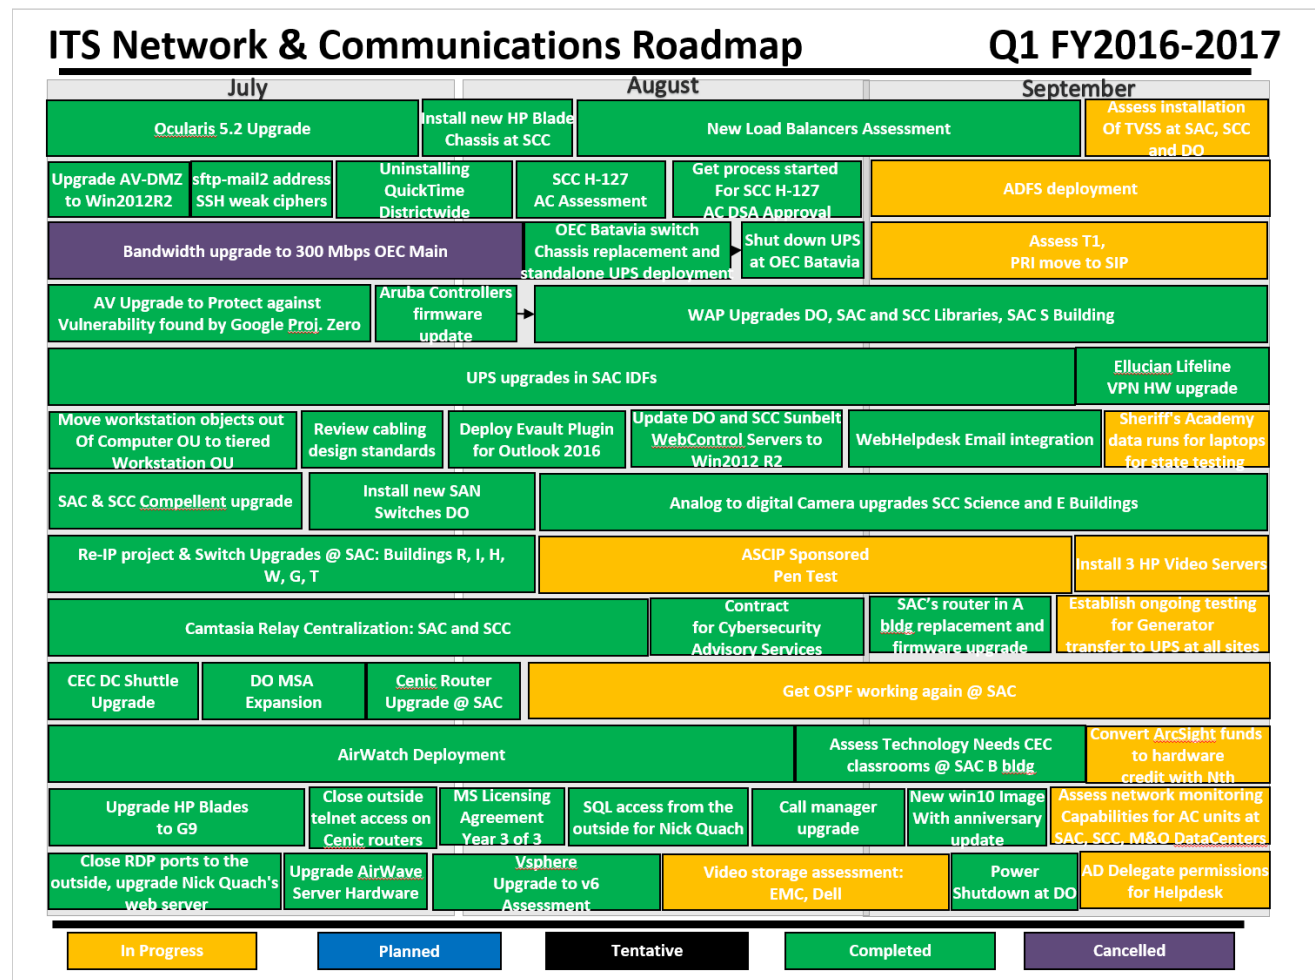 ITS Network & Communications Roadmap Q1 FY2016-2017
July August September
Ocularis 5.2 Upgrade
Install new HP Blade
Chassis at SCC
New Load Balancers Assessment
Assess installation
Of TVSS at SAC, SCC
and DO
Upgrade AV-DMZ
to Win2012R2
sftp-mail2 address
SSH weak ciphers
Uninstalling
QuickTime
Districtwide
SCC H-127
AC Assessment
Get process started
For SCC H-127
AC DSA Approval
ADFS deployment
Bandwidth upgrade to 300 Mbps OEC Main
OEC Batavia switch
Chassis replacement and
standalone UPS deployment
Shut down UPS
at OEC Batavia
Assess T1,
PRI move to SIP
AV Upgrade to Protect against
Vulnerability found by Google Proj. Zero
Aruba Controllers
firmware
update
WAP Upgrades DO, SAC and SCC Libraries, SAC S Building
UPS upgrades in SAC IDFs
Ellucian Lifeline
VPN HW upgrade
Move workstation objects out
Of Computer OU to tiered
Workstation OU
Review cabling
design standards
Deploy Evault Plugin
for Outlook 2016
Update DO and SCC Sunbelt
WebControl Servers to
Win2012 R2
WebHelpdesk Email integration
Sheriff's Academy
data runs for laptops
for state testing
SAC & SCC Compellent upgrade
Install new SAN
Switches DO
Analog to digital Camera upgrades SCC Science and E Buildings
Re-IP project & Switch Upgrades @ SAC: Buildings R, I, H,
W, G, T
ASCIP Sponsored
Pen Test
Install 3 HP Video Servers
Camtasia Relay Centralization: SAC and SCC
Contract
for Cybersecurity
Advisory Services
SAC's router in A
bldg replacement and
firmware upgrade
Establish ongoing testing
for Generator
transfer to UPS at all sites
CEC DC Shuttle
Upgrade
DO MSA
Expansion
Cenic Router
Upgrade @ SAC
Get OSPF working again @ SAC
AirWatch Deployment
Assess Technology Needs CEC
classrooms @ SAC B bldg
Convert ArcSight funds
to hardware
credit with Nth
Upgrade HP Blades
to G9
Close outside
telnet access on
Cenic routers
MS Licensing
Agreement
Year 3 of 3
SQL access from the
outside for Nick Quach
Call manager
upgrade
New win10 Image
With anniversary
update
Assess network monitoring
Capabilities for AC units at
SAC, SCC, M&O DataCenters
Close RDP ports to the
outside, upgrade Nick Quach's
web server
Upgrade AirWave
Server Hardware
Vsphere
Upgrade to v6
Assessment
Video storage assessment:
EMC, Dell
Power
Shutdown at DO
AD Delegate permissions
for Helpdesk
In Progress
Planned
Tentative
Completed
Cancelled